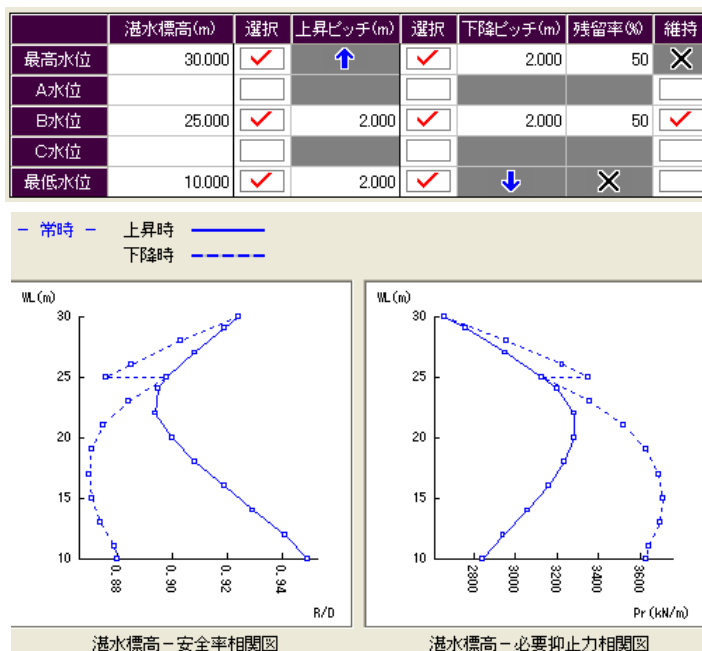 湛水標高(m) 選択 上昇ピッチ(m) 選択 下降ピッチ(m) 残留率(%) 維持
最高水位 30.000 2.000 50
A水位
B水位 25.000 2.000 2.000 50
C水位
最低水位 10.000 2.000
- 常時 - 上昇時
下降時
WL(m)
30
25
20
15
10
0.88 0.90 0.92 0.94
R/D
湛水標高-安全率相関図
WL(m)
30
25
20
15
10
2800 3000 3200 3400 3600
Pr(kN/m)
湛水標高-必要抑止力相関図